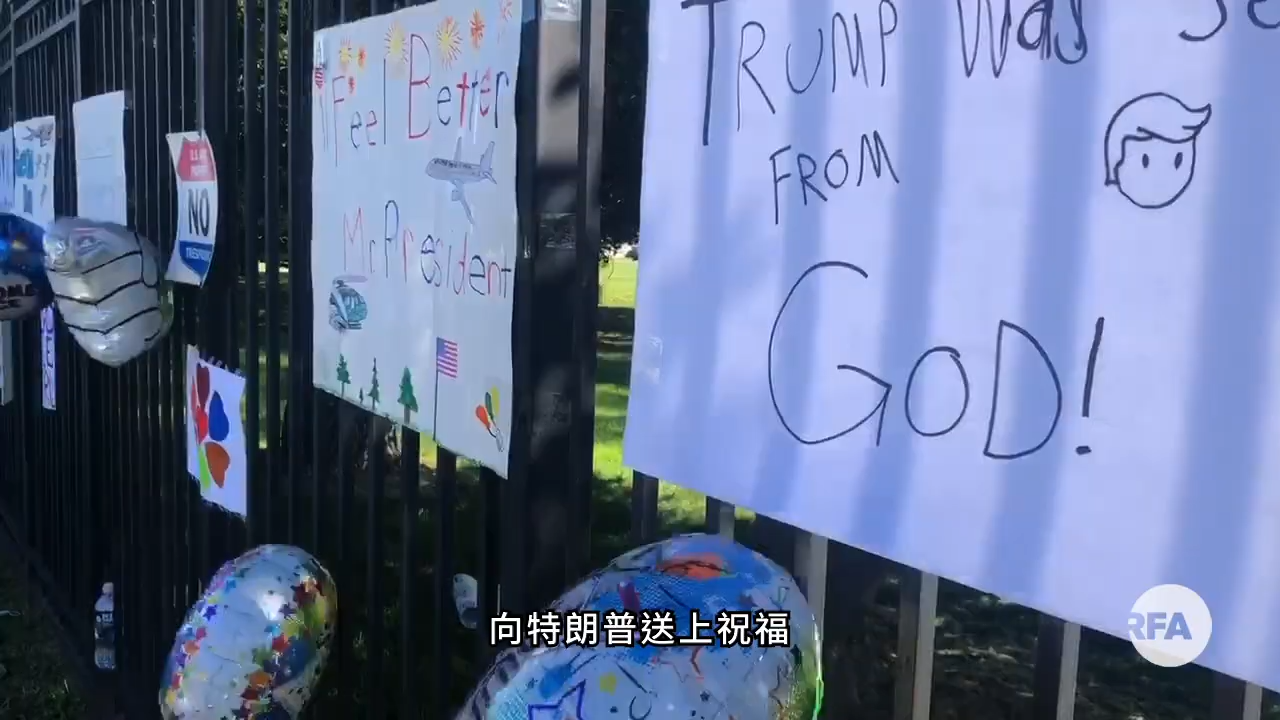 Feel Better
Mr. President
TRUMP Was
FROM
GOD!
NO
向特朗普送上祝福
RFA